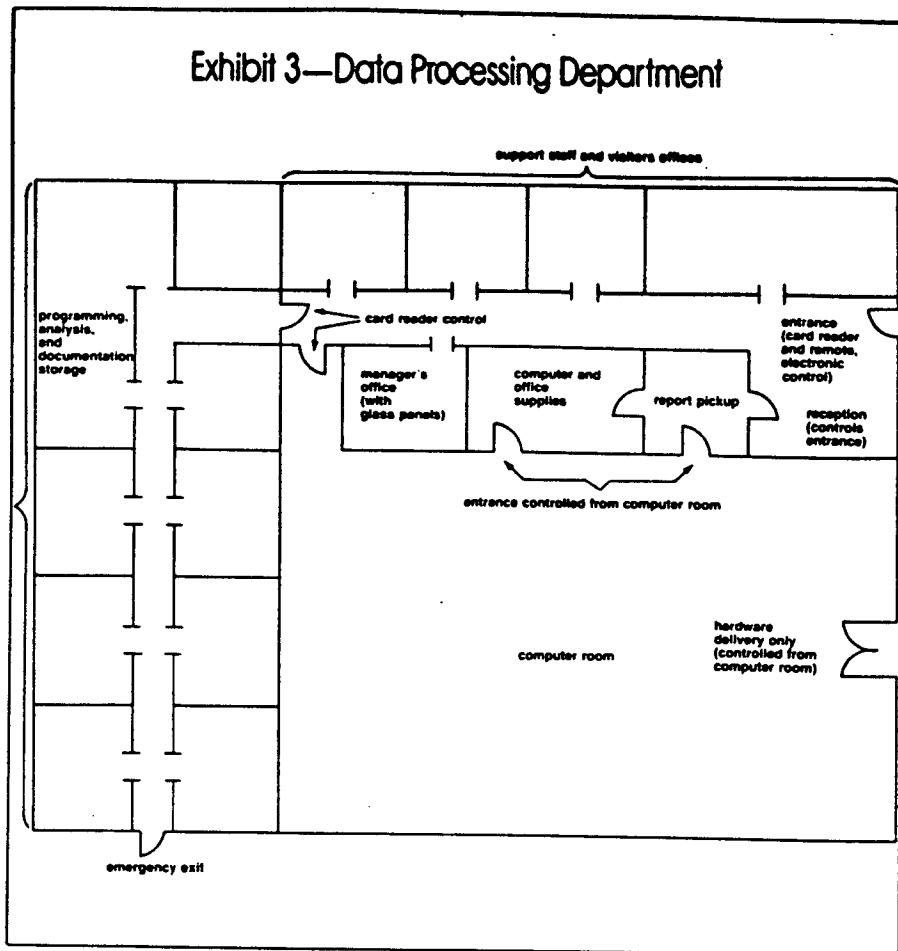 Exhibit 3—Data Processing Department
support staff and visitors offices
programming,
analysis,
and
documentation
storage
card reader control
entrance
(card reader
and remote,
electronic
control)
manager's
office
(with
glass panels)
computer and
office
supplies
report pickup
reception
(controls
entrance)
entrance controlled from computer room
computer room
hardware
delivery only
(controlled from
computer room)
emergency exit